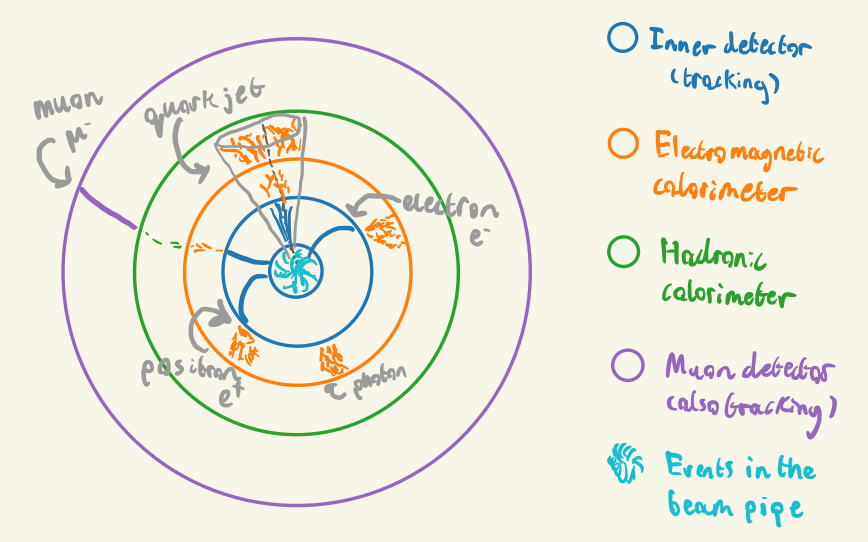 muon
μ⁻
quark jet
electron
e⁻
positron
e⁺
photon
Inner detector
(tracking)
Electromagnetic
calorimeter
Hadronic
calorimeter
Muon detector
(also tracking)
Events in the
beam pipe